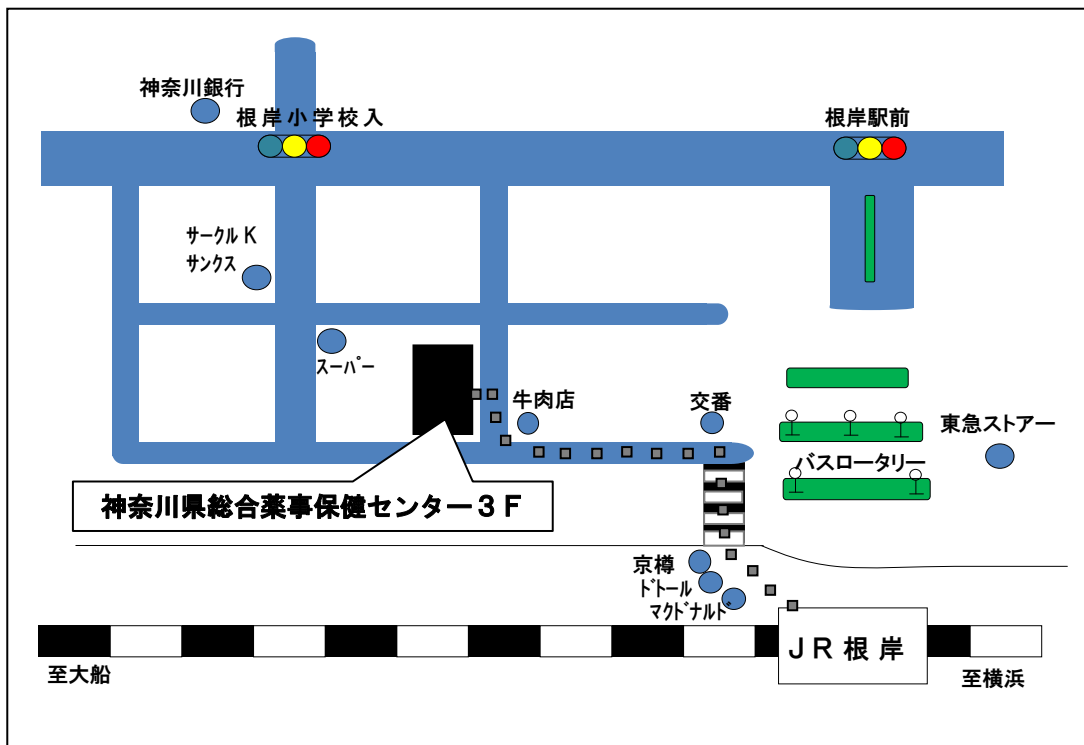 神奈川銀行
根岸小学校入
根岸駅前
ｻｰｸﾙ K
ｻﾝｸｽ
ｽｰﾊﾟｰ
牛肉店
交番
東急ストアー
バスロータリー
神奈川県総合薬事保健センター３Ｆ
京樽
ﾄﾞﾄｰﾙ
ﾏｸﾄﾞﾅﾙﾄﾞ
ＪＲ根岸
至大船
至横浜